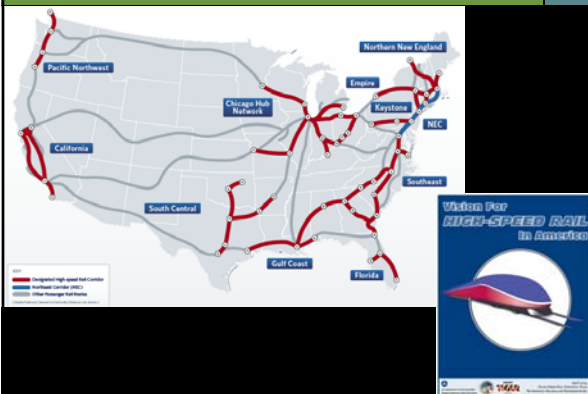 Northern New England
Pacific Northwest
Empire
Chicago Hub
Network
Keystone
NEC
California
Southeast
South Central
Gulf Coast
Florida
Designated High-speed Rail Corridor
Northeast Corridor (NEC)
Other Passenger Rail Routes
Vision For
HIGH-SPEED RAIL
In America